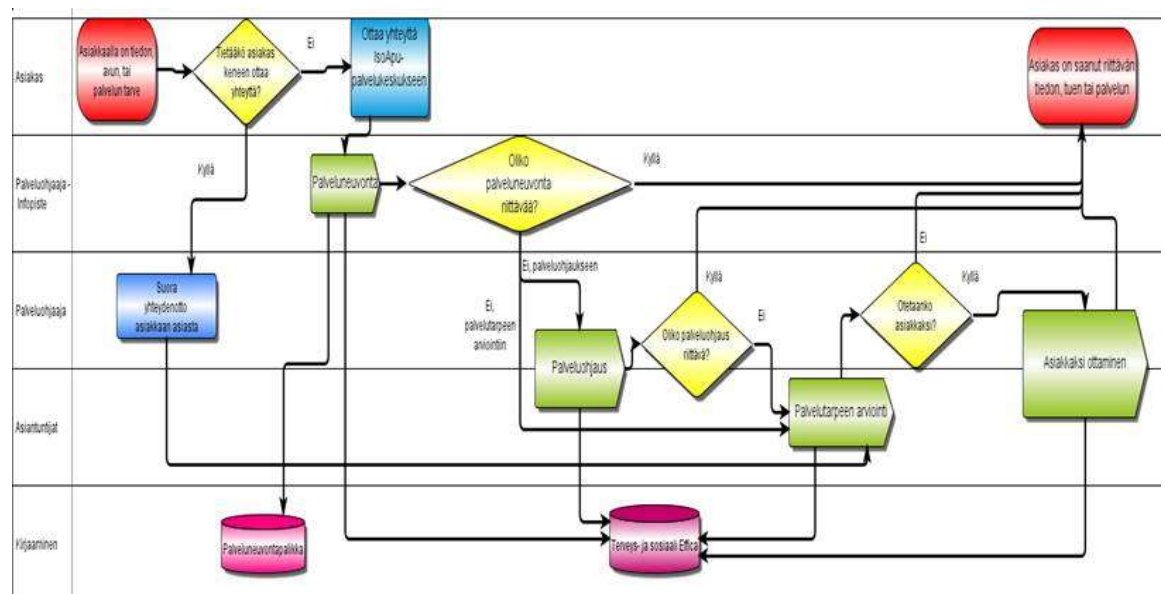 Asiakas
Asiakkaalla on tiedon,
avun, tai
palvelun tarve
Tietääkö asiakas
keneen ottaa
yhteyttä?
Ei
Ottaa yhteyttä
IsoApu-
palvelukeskukseen
Asiakas on saanut riittävän
tiedon, tuen tai palvelun
Kyllä
Palveluohjaaja -
Infopiste
Palveluneuvonta
Oliko
palveluneuvonta
riittävää?
Kyllä
Ei
Palveluohjaaja
Suora
yhteydenotto
asiakkaan asiasta
Ei, palveluohjaukseen
Ei,
palvelutarpeen
arviointiin
Palveluohjaus
Kyllä
Oliko palveluohjaus
riittävä?
Ei
Otetaanko
asiakkaksi?
Kyllä
Asiakkaksi ottaminen
Asiantuntijat
Palvelutarpeen arviointi
Kirjaaminen
Palveluneuvontapalikka
Terveys- ja sosiaali Effica